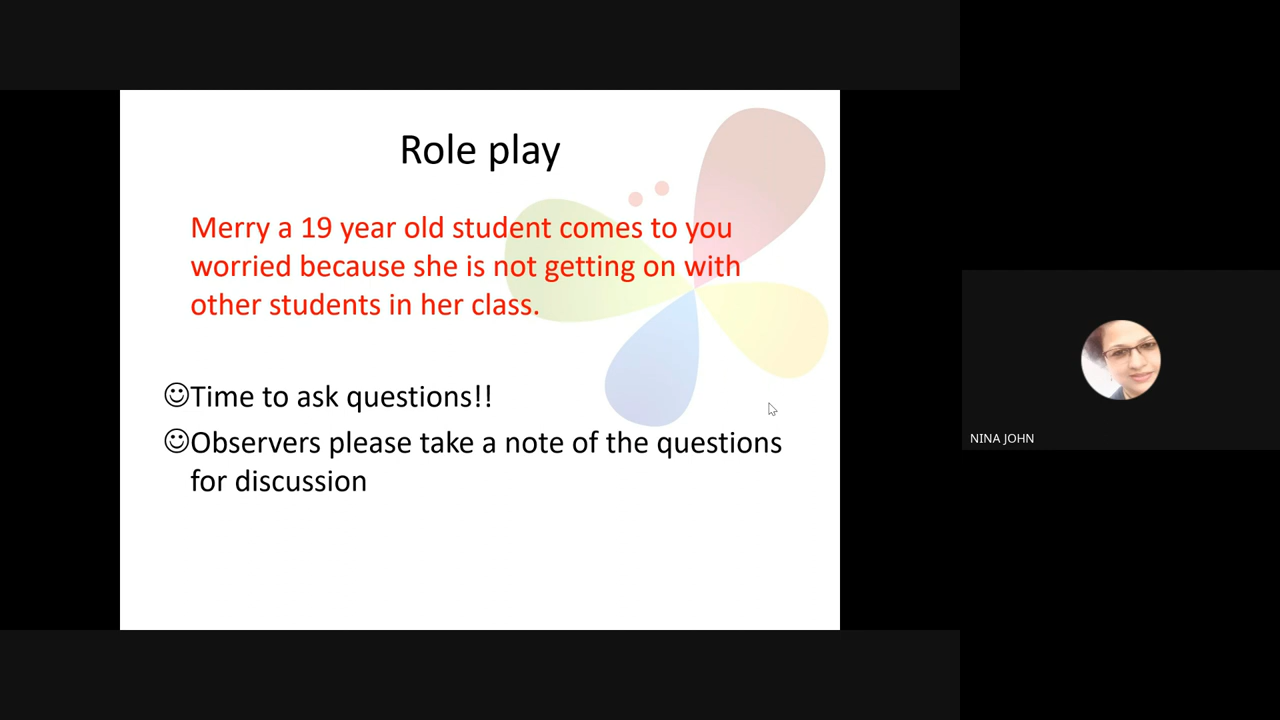 Role play
Merry a 19 year old student comes to you
worried because she is not getting on with
other students in her class.
☺Time to ask questions!!
☺Observers please take a note of the questions
for discussion
NINA JOHN